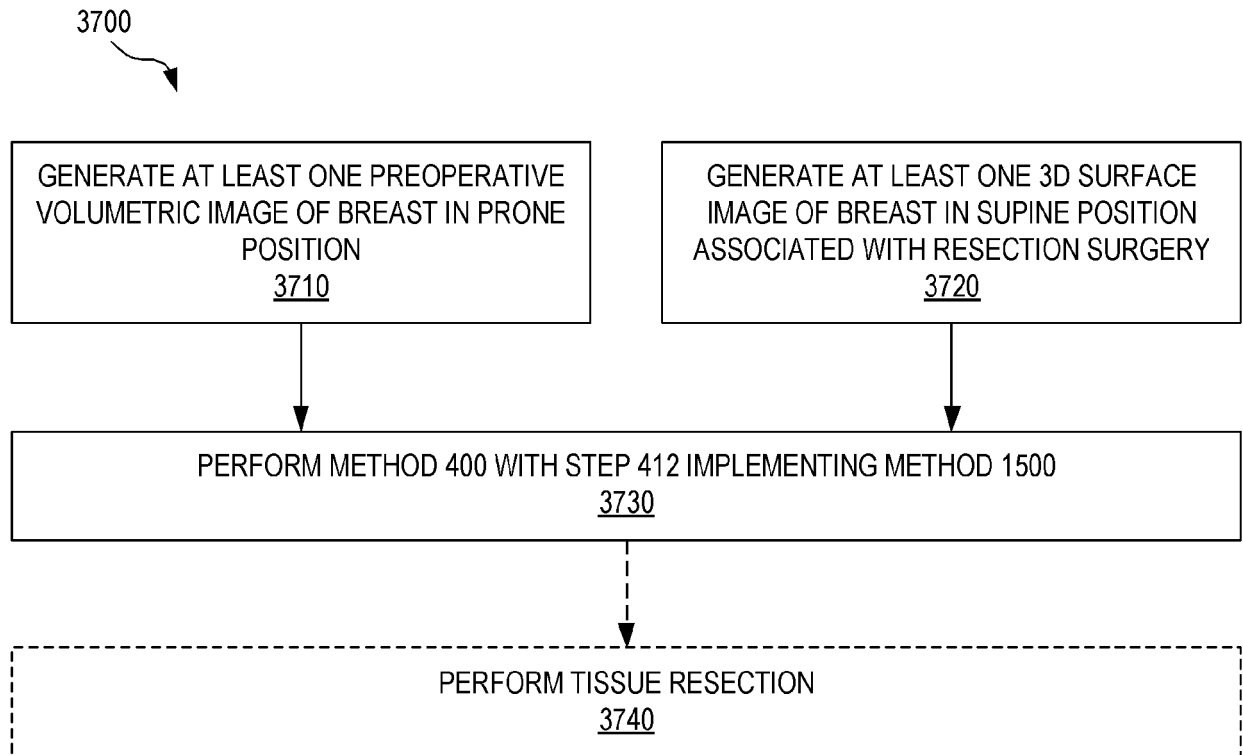 3700
GENERATE AT LEAST ONE PREOPERATIVE
VOLUMETRIC IMAGE OF BREAST IN PRONE
POSITION
3710
GENERATE AT LEAST ONE 3D SURFACE
IMAGE OF BREAST IN SUPINE POSITION
ASSOCIATED WITH RESECTION SURGERY
3720
PERFORM METHOD 400 WITH STEP 412 IMPLEMENTING METHOD 1500
3730
PERFORM TISSUE RESECTION
3740